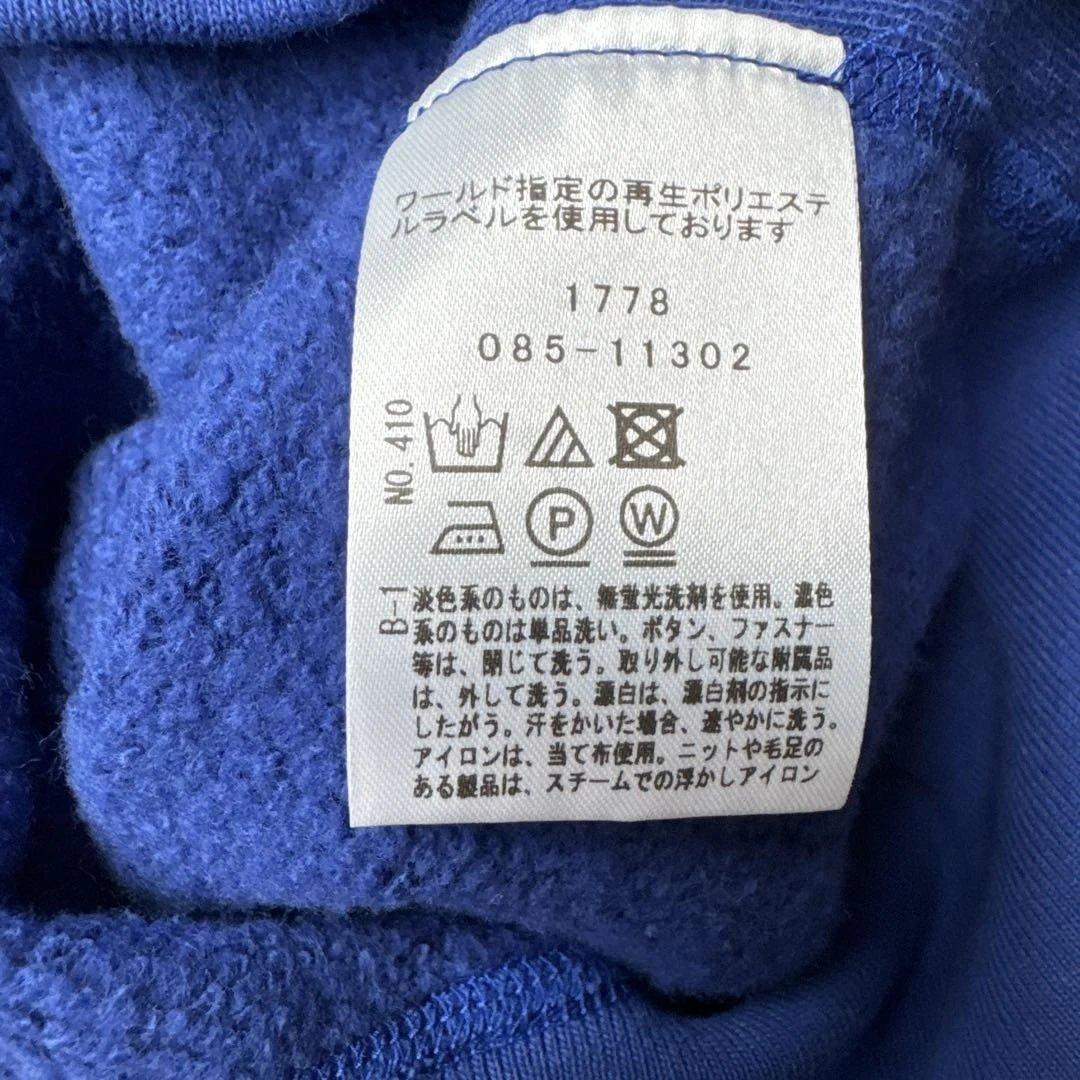 ワールド指定の再生ポリエステ
ルラベルを使用しております
1778
085-11302
NO.410
P
W
B-1
淡色系のものは、無蛍光洗剤を使用。濃色
系のものは単品洗い。ボタン、ファスナー
等は、閉じて洗う。取り外し可能な附属品
は、外して洗う。漂白は、漂白剤の指示に
したがう。汗をかいた場合、速やかに洗う。
アイロンは、当て布使用。ニットや毛足の
ある製品は、スチームでの浮かしアイロン